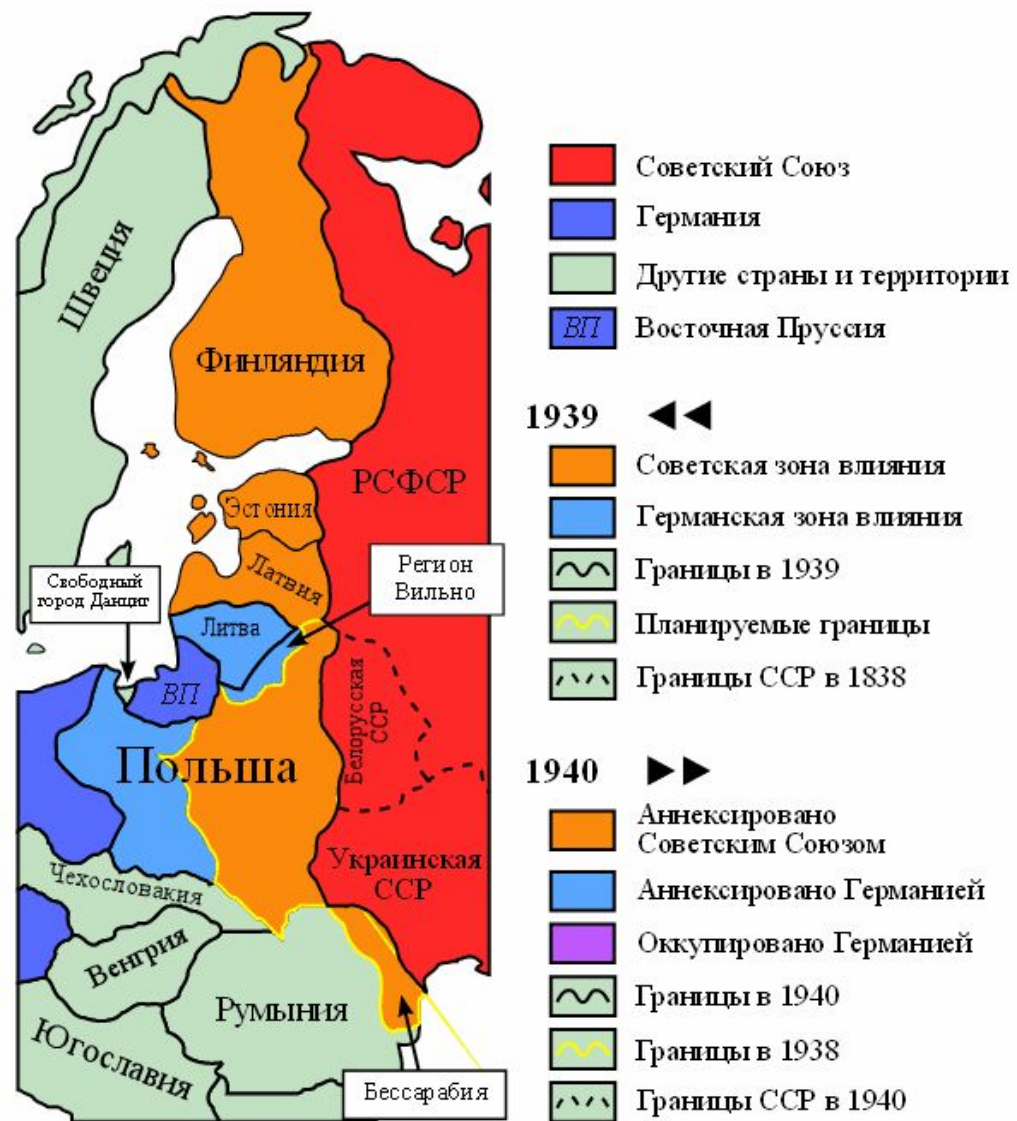 Швеция
Финляндия
Эстония
РСФСР
Латвия
Регион
Вильно
Свободный
город Данциг
Литва
ВП
Польша
Белорусская
ССР
Украинская
ССР
Чехословакия
Венгрия
Румыния
Югославия
Бессарабия
Советский Союз
Германия
Другие страны и территории
ВП Восточная Пруссия
1939
Советская зона влияния
Германская зона влияния
Границы в 1939
Планируемые границы
Границы ССР в 1838
1940
Аннексировано
Советским Союзом
Аннексировано Германией
Оккупировано Германией
Границы в 1940
Границы в 1938
Границы ССР в 1940